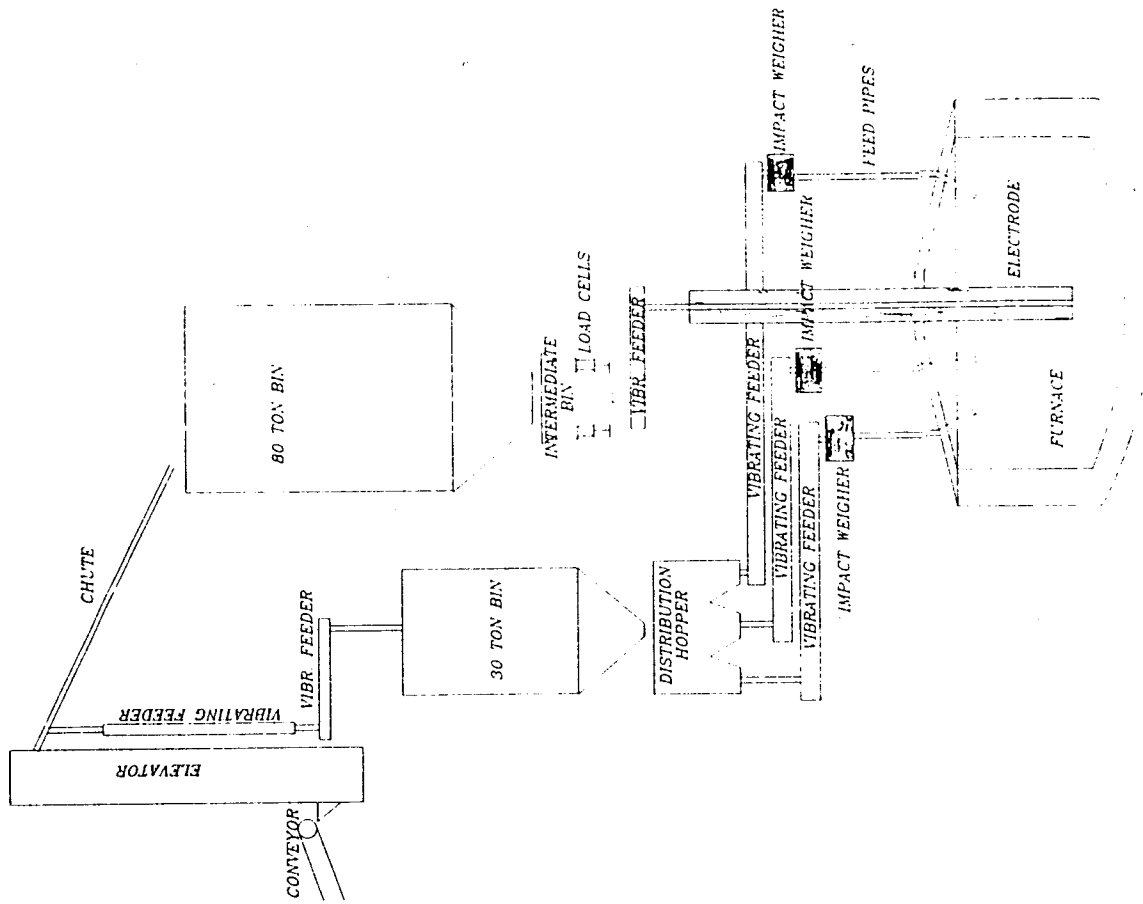 CHUTE
80 TON BIN
VIBRATING FEEDER
ELEVATOR
CONVEYOR
VIBR FEEDER
30 TON BIN
INTERMEDIATE
BIN
LOAD CELLS
VIBR. FEEDER
DISTRIBUTION
HOPPER
VIBRATING FEEDER
VIBRATING FEEDER
VIBRATING FEEDER
IMPACT WEIGHER
IMPACT WEIGHER
IMPACT WEIGHER
FEED PIPES
ELECTRODE
FURNACE